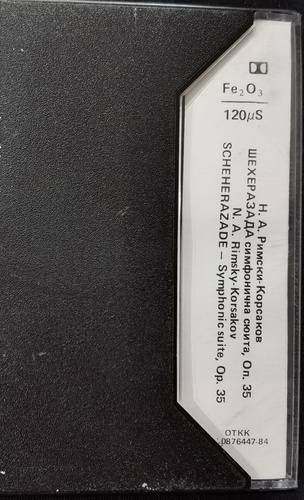 Fe₂O₃
120µS
Н. А. Римски-Корсаков
ШЕХЕРАЗАДА симфонична сюита, Оп. 35
N. A. Rimsky-Korsakov
SCHEHERAZADE — Symphonic suite, Op. 35
ОТКК
0876447-84